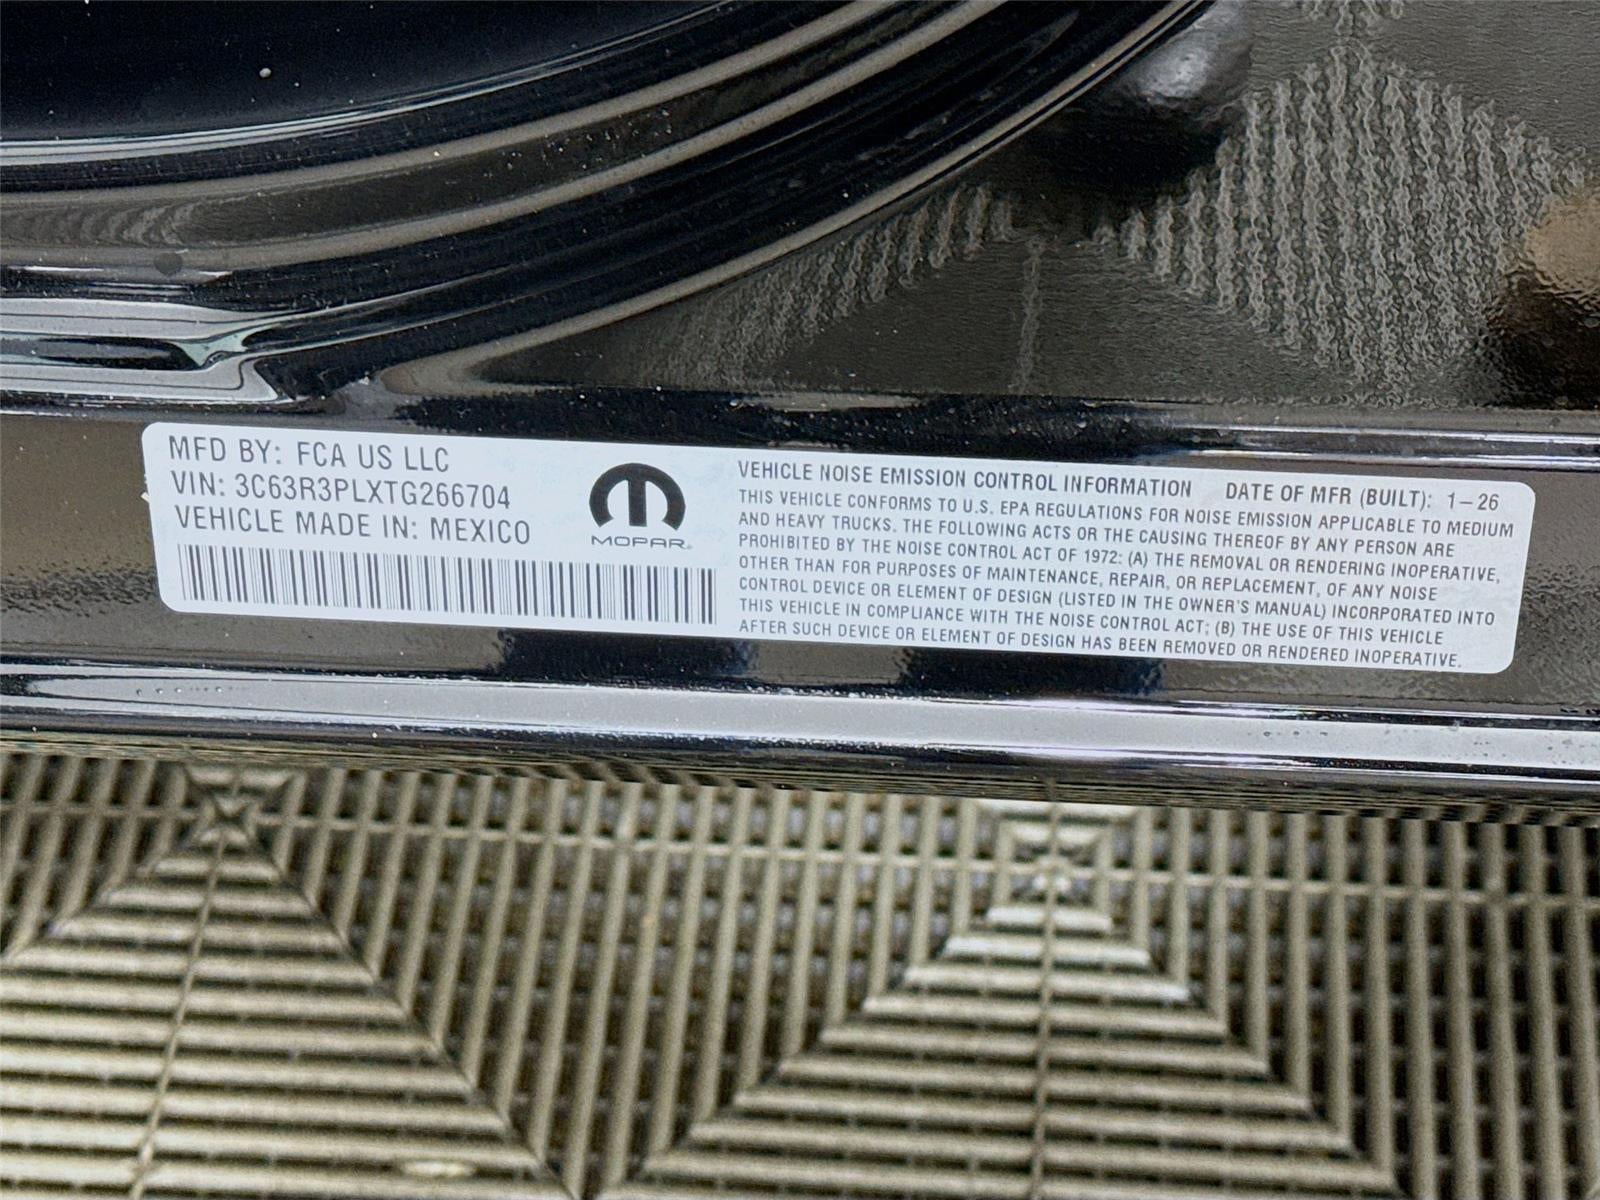 MFD BY: FCA US LLC
VIN: 3C63R3PLXTG266704
VEHICLE MADE IN: MEXICO
MOPAR®
VEHICLE NOISE EMISSION CONTROL INFORMATION DATE OF MFR (BUILT): 1-26
THIS VEHICLE CONFORMS TO U.S. EPA REGULATIONS FOR NOISE EMISSION APPLICABLE TO MEDIUM
AND HEAVY TRUCKS. THE FOLLOWING ACTS OR THE CAUSING THEREOF BY ANY PERSON ARE
PROHIBITED BY THE NOISE CONTROL ACT OF 1972: (A) THE REMOVAL OR RENDERING INOPERATIVE,
OTHER THAN FOR PURPOSES OF MAINTENANCE, REPAIR, OR REPLACEMENT, OF ANY NOISE
CONTROL DEVICE OR ELEMENT OF DESIGN (LISTED IN THE OWNER'S MANUAL) INCORPORATED INTO
THIS VEHICLE IN COMPLIANCE WITH THE NOISE CONTROL ACT; (B) THE USE OF THIS VEHICLE
AFTER SUCH DEVICE OR ELEMENT OF DESIGN HAS BEEN REMOVED OR RENDERED INOPERATIVE.